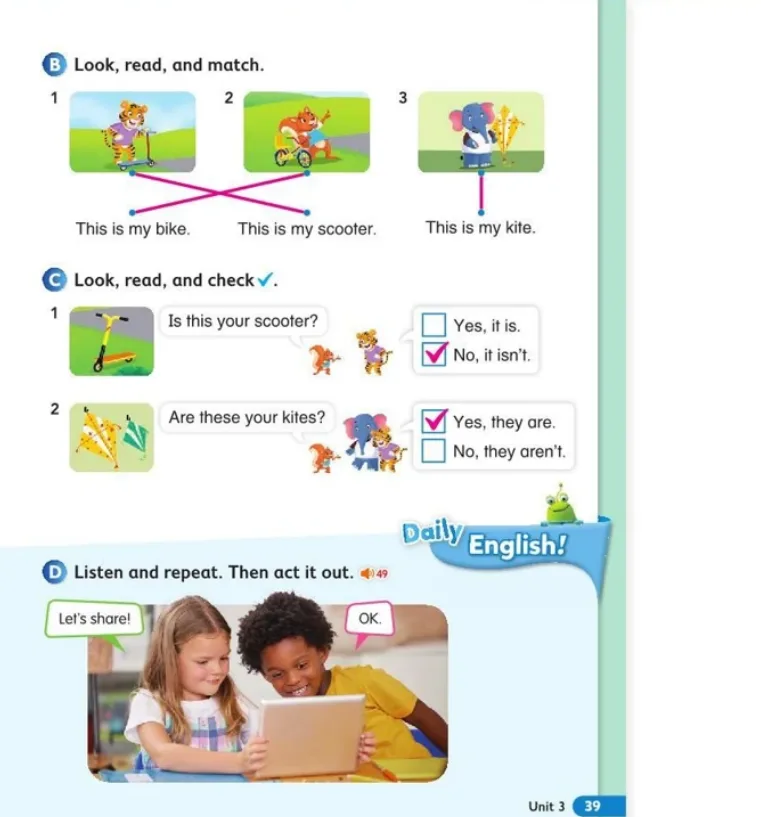 B Look, read, and match.
1 2 3
This is my bike. This is my scooter. This is my kite.
C Look, read, and check ✓.
1 Is this your scooter?
Yes, it is.
No, it isn't.
2 Are these your kites?
Yes, they are.
No, they aren't.
Daily English!
D Listen and repeat. Then act it out. 49
Let's share!
OK.
Unit 3 39